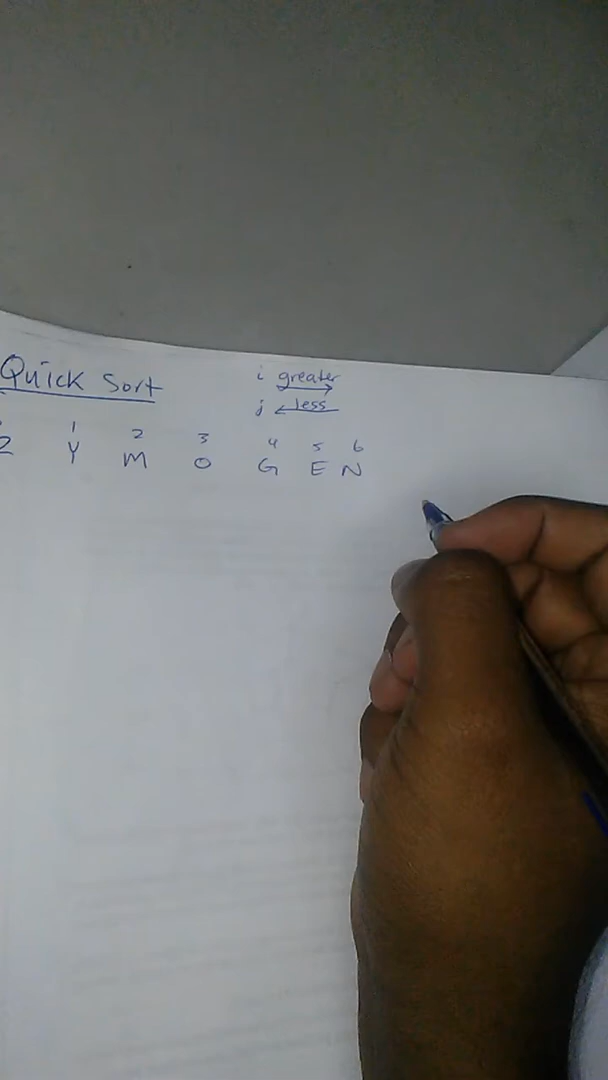 Quick Sort
i greater →
j ← less
1 2 3 4 5 6
Z Y M O G E N